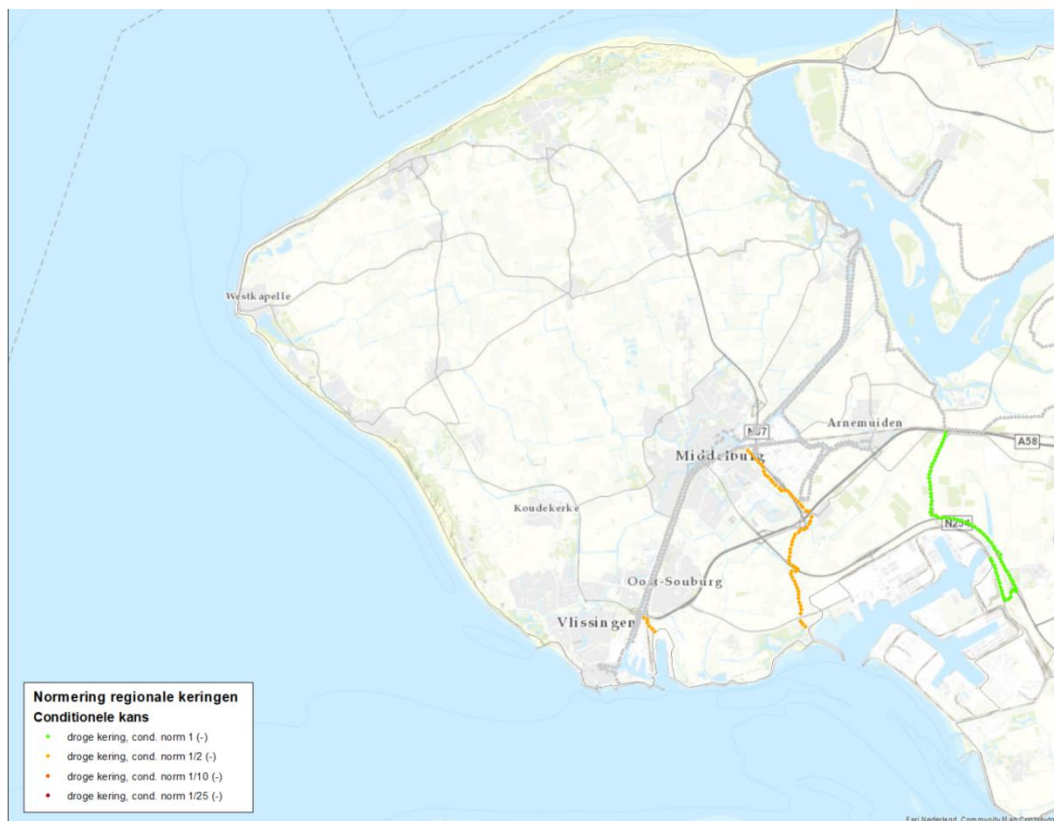 Westkapelle
Arnemuiden
N57
A58
Middelburg
Koudekerke
N254
Oost-Souburg
Vlissingen
Normering regionale keringen
Conditionele kans
droge kering, cond. norm 1 (-)
droge kering, cond. norm 1/2 (-)
droge kering, cond. norm 1/10 (-)
droge kering, cond. norm 1/25 (-)
Esri Nederland, Community Map Contributors